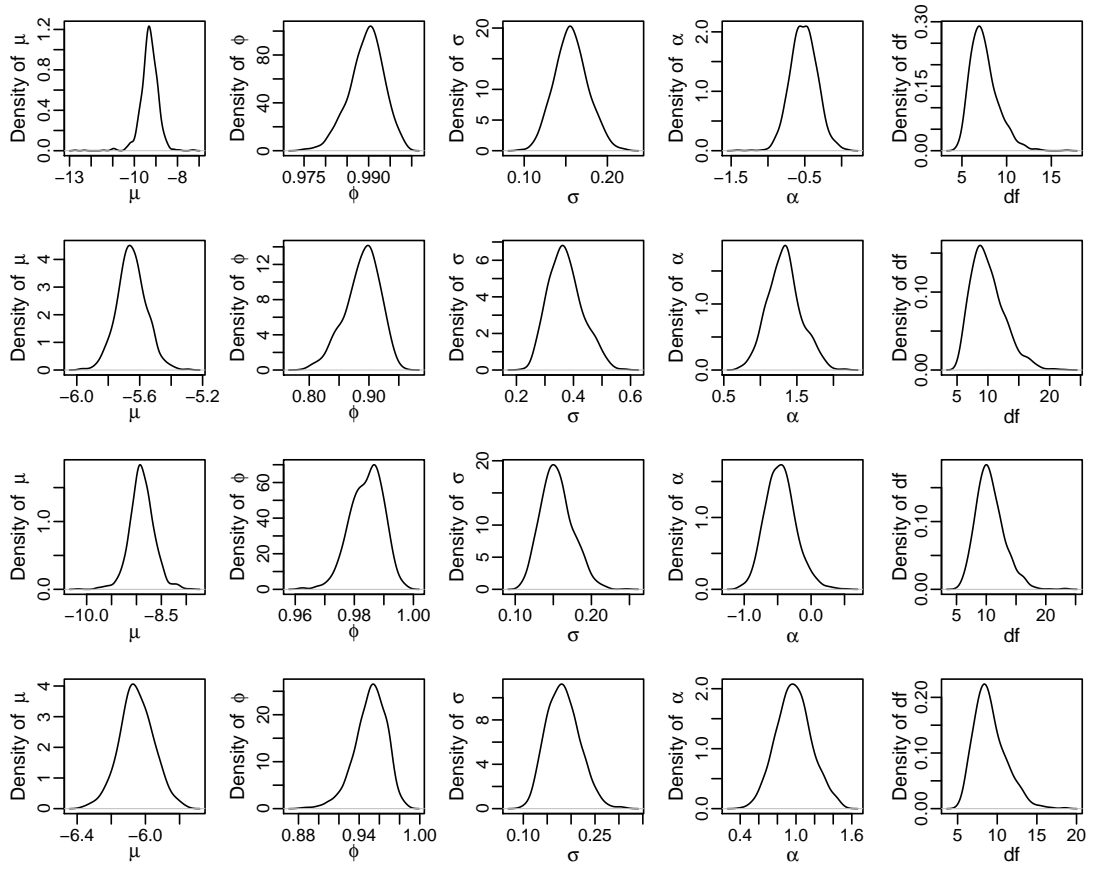 Density of μ
0.0 0.4 0.8 1.2
−13 −10 −8
μ
Density of ϕ
0 40 80
0.975 0.990
ϕ
Density of σ
0 5 10 15 20
0.10 0.20
σ
Density of α
0.0 1.0 2.0
−1.5 −0.5
α
Density of df
0.00 0.15 0.30
5 10 15
df
Density of μ
0 1 2 3 4
−6.0 −5.6 −5.2
μ
Density of ϕ
0 4 8 12
0.80 0.90
ϕ
Density of σ
0 2 4 6
0.2 0.4 0.6
σ
Density of α
0.0 1.0
0.5 1.5
α
Density of df
0.00 0.10
5 10 20
df
Density of μ
0.0 1.0
−10.0 −8.5
μ
Density of ϕ
0 20 40 60
0.96 0.98 1.00
ϕ
Density of σ
0 5 10 15 20
0.10 0.20
σ
Density of α
0.0 1.0
−1.0 0.0
α
Density of df
0.00 0.10
5 10 20
df
Density of μ
0 1 2 3 4
−6.4 −6.0
μ
Density of ϕ
0 10 20
0.88 0.94 1.00
ϕ
Density of σ
0 4 8
0.10 0.25
σ
Density of α
0.0 1.0 2.0
0.4 1.0 1.6
α
Density of df
0.00 0.10 0.20
5 10 15 20
df